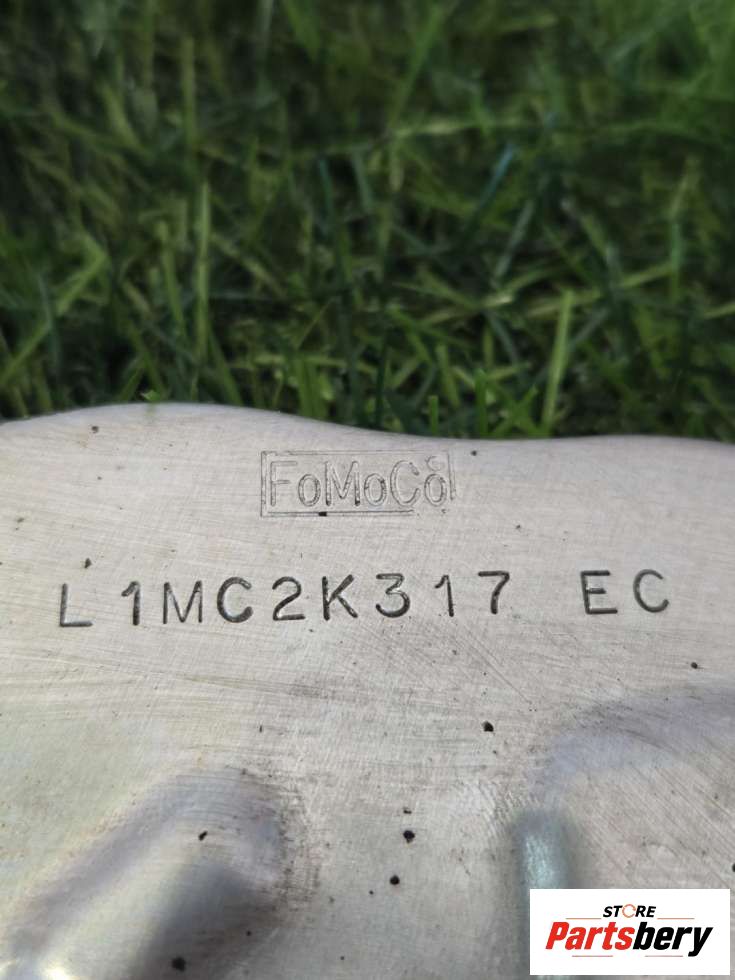 FoMoCo
L1MC2K317 EC
STORE
Partsbery